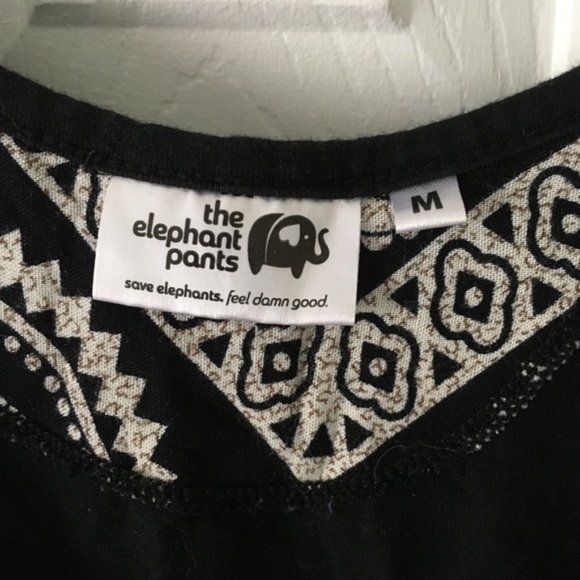 the
elephant
pants
save elephants. feel damn good.
M